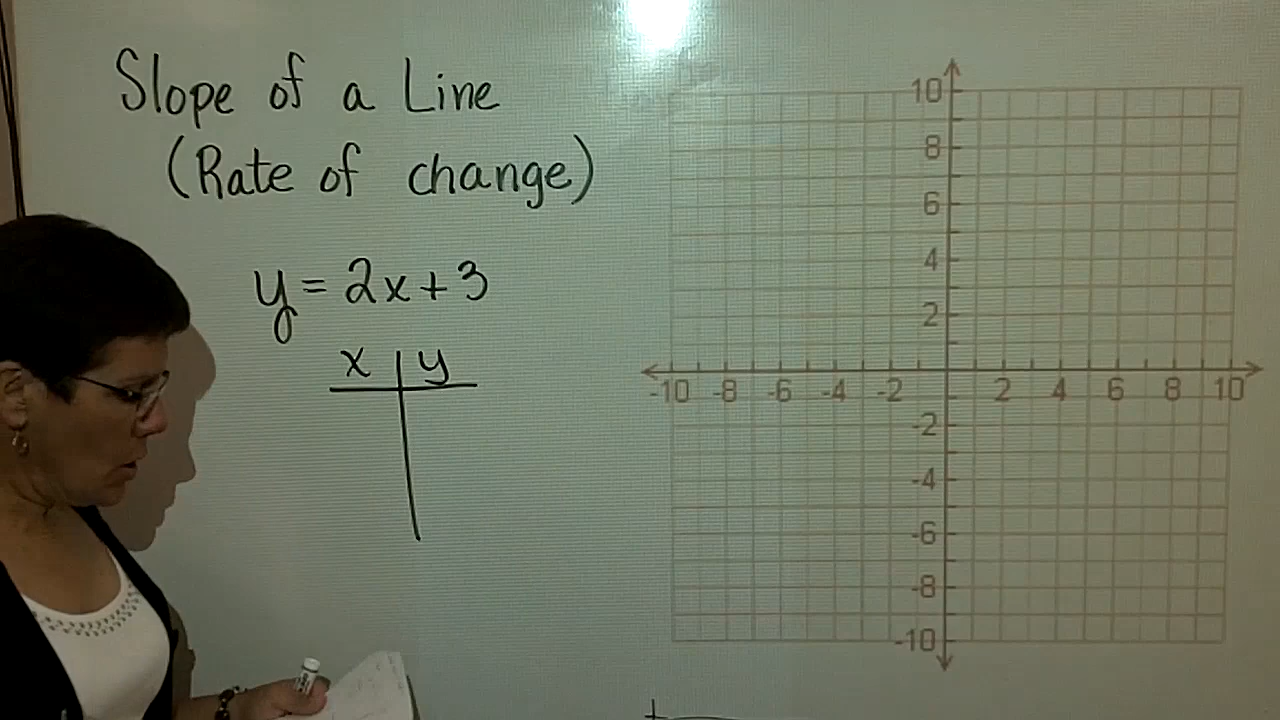 Slope of a Line
(Rate of change)
y = 2x + 3
x y
10
8
6
4
2
-10 -8 -6 -4 -2 2 4 6 8 10
-2
-4
-6
-8
-10